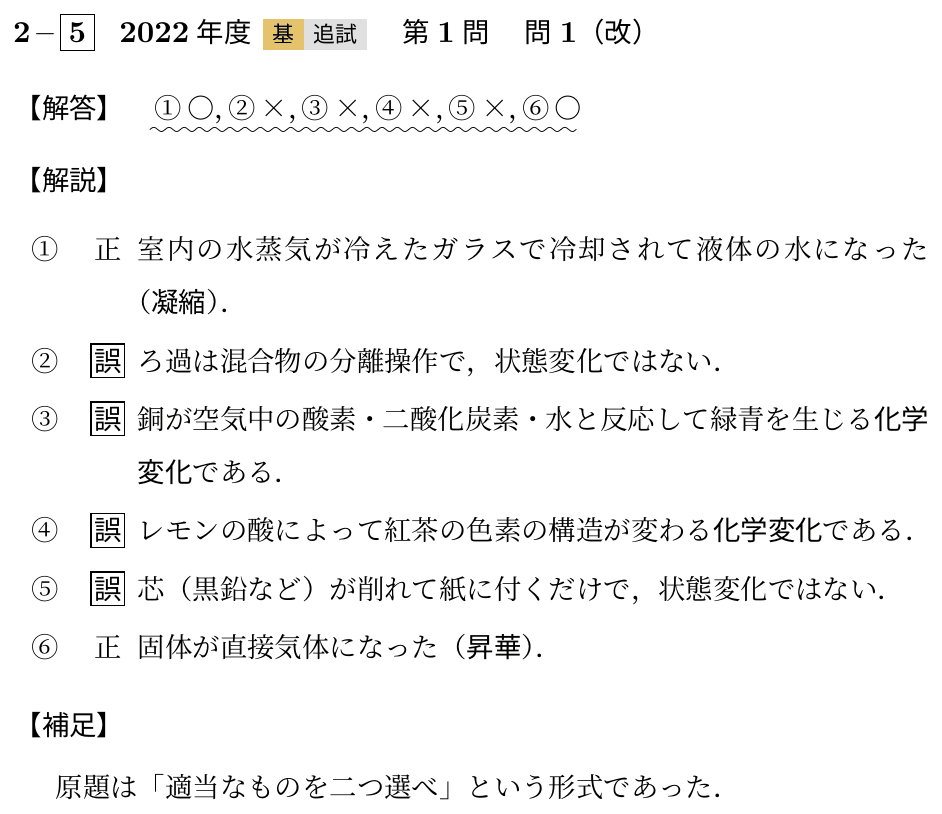 2－5 2022 年度 基 追試 第 1 問 問 1（改）
【解答】 ① ○, ② ×, ③ ×, ④ ×, ⑤ ×, ⑥ ○
【解説】
① 正 室内の水蒸気が冷えたガラスで冷却されて液体の水になった
（凝縮）．
② 誤 ろ過は混合物の分離操作で，状態変化ではない．
③ 誤 銅が空気中の酸素・二酸化炭素・水と反応して緑青を生じる化学
変化である．
④ 誤 レモンの酸によって紅茶の色素の構造が変わる化学変化である．
⑤ 誤 芯（黒鉛など）が削れて紙に付くだけで，状態変化ではない．
⑥ 正 固体が直接気体になった（昇華）．
【補足】
原題は「適当なものを二つ選べ」という形式であった．